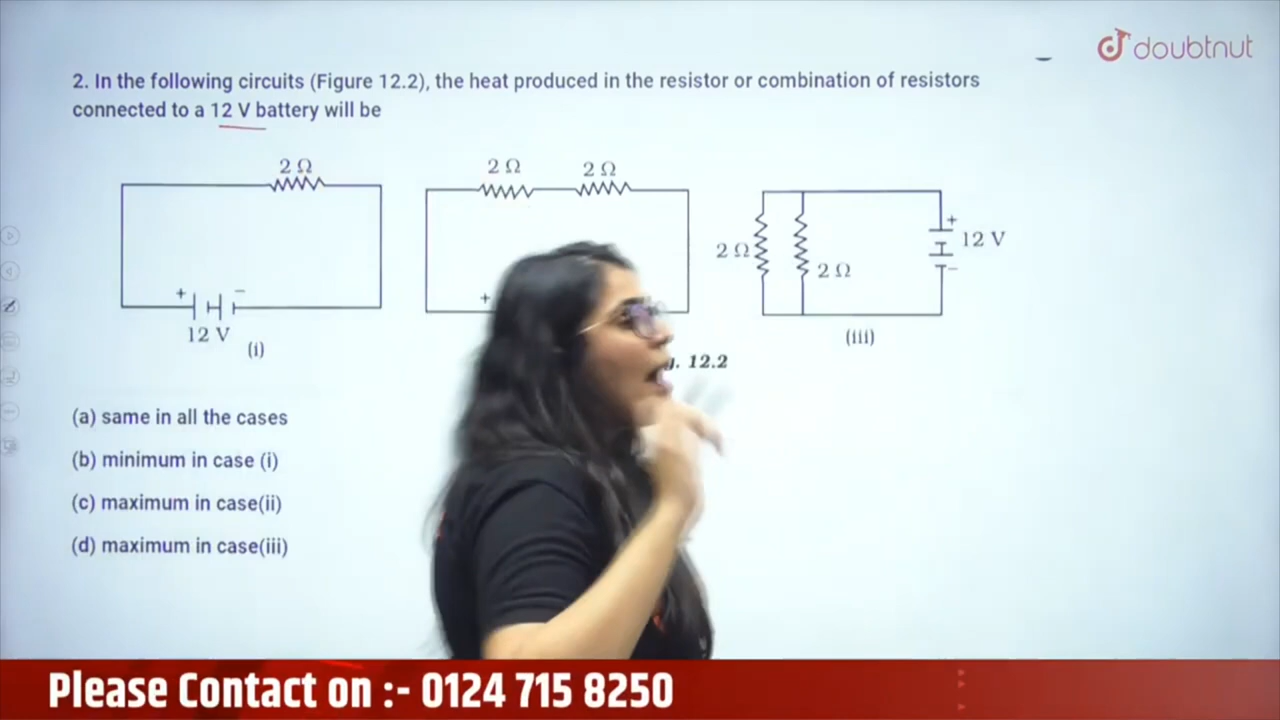 doubtnut
2. In the following circuits (Figure 12.2), the heat produced in the resistor or combination of resistors
connected to a 12 V battery will be
2 Ω
2 Ω
2 Ω
+
−
12 V
(i)
+
2 Ω
2 Ω
+
−
12 V
(iii)
12.2
(a) same in all the cases
(b) minimum in case (i)
(c) maximum in case(ii)
(d) maximum in case(iii)
Please Contact on :- 0124 715 8250